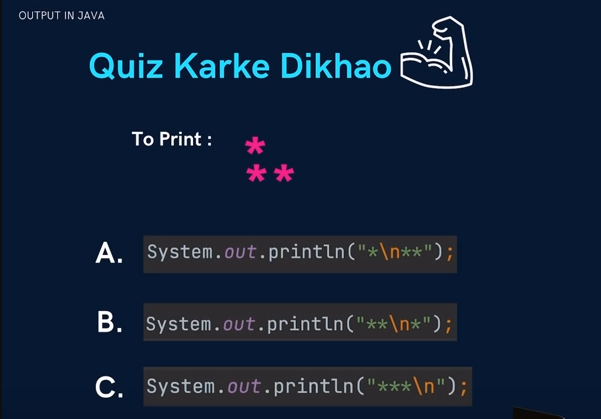 OUTPUT IN JAVA
Quiz Karke Dikhao
To Print : *
**
A. System.out.println("*\n**");
B. System.out.println("**\n*");
C. System.out.println("***\n");